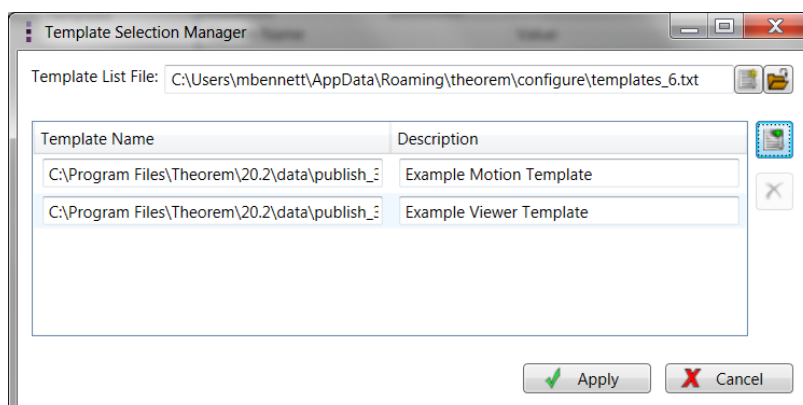 Template Selection Manager
Name Value
Template List File: C:\Users\mbennett\AppData\Roaming\theorem\configure\templates_6.txt
Template Name Description
C:\Program Files\Theorem\20.2\data\publish_3 Example Motion Template
C:\Program Files\Theorem\20.2\data\publish_3 Example Viewer Template
Apply Cancel